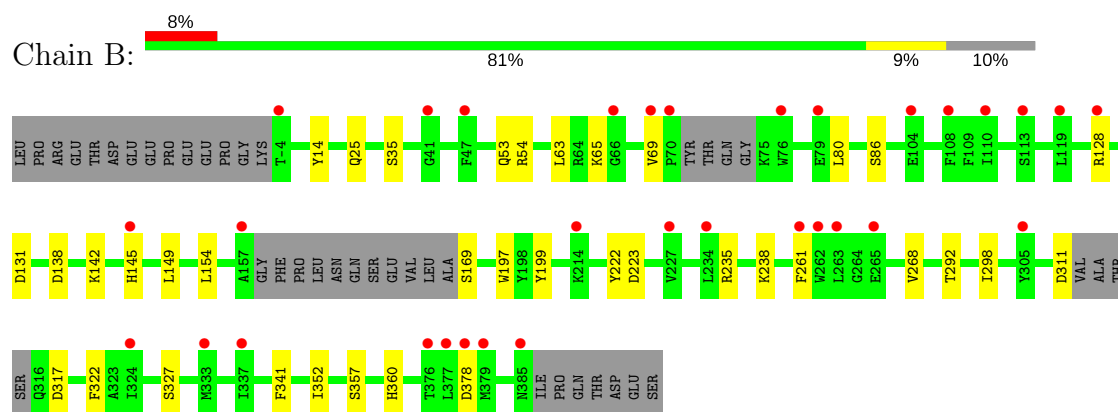 8%
Chain B:
81% 9% 10%
LEU PRO ARG GLU THR ASP GLU GLU PRO GLU GLU PRO GLY LYS T-4 Y14 Q25 S35 G41 F47 Q53 R54 L63 R64 K65 G66 V69 P70 TYR THR GLN GLY K75 W76 E79 L80 S86 E104 F108 F109 I110 S113 L119 R128
D131 D138 K142 H145 L149 L154 A157 GLY PHE PRO LEU ASN GLN SER GLU VAL LEU ALA S169 W197 Y198 Y199 K214 Y222 D223 V227 L234 R235 K238 F261 W262 L263 G264 E265 V268 T292 I298 Y305 D311 VAL ALA THR
SER Q316 D317 F322 A323 I324 S327 M333 I337 F341 I352 S357 H360 T376 L377 D378 M379 N385 ILE PRO GLN THR ASP GLU SER